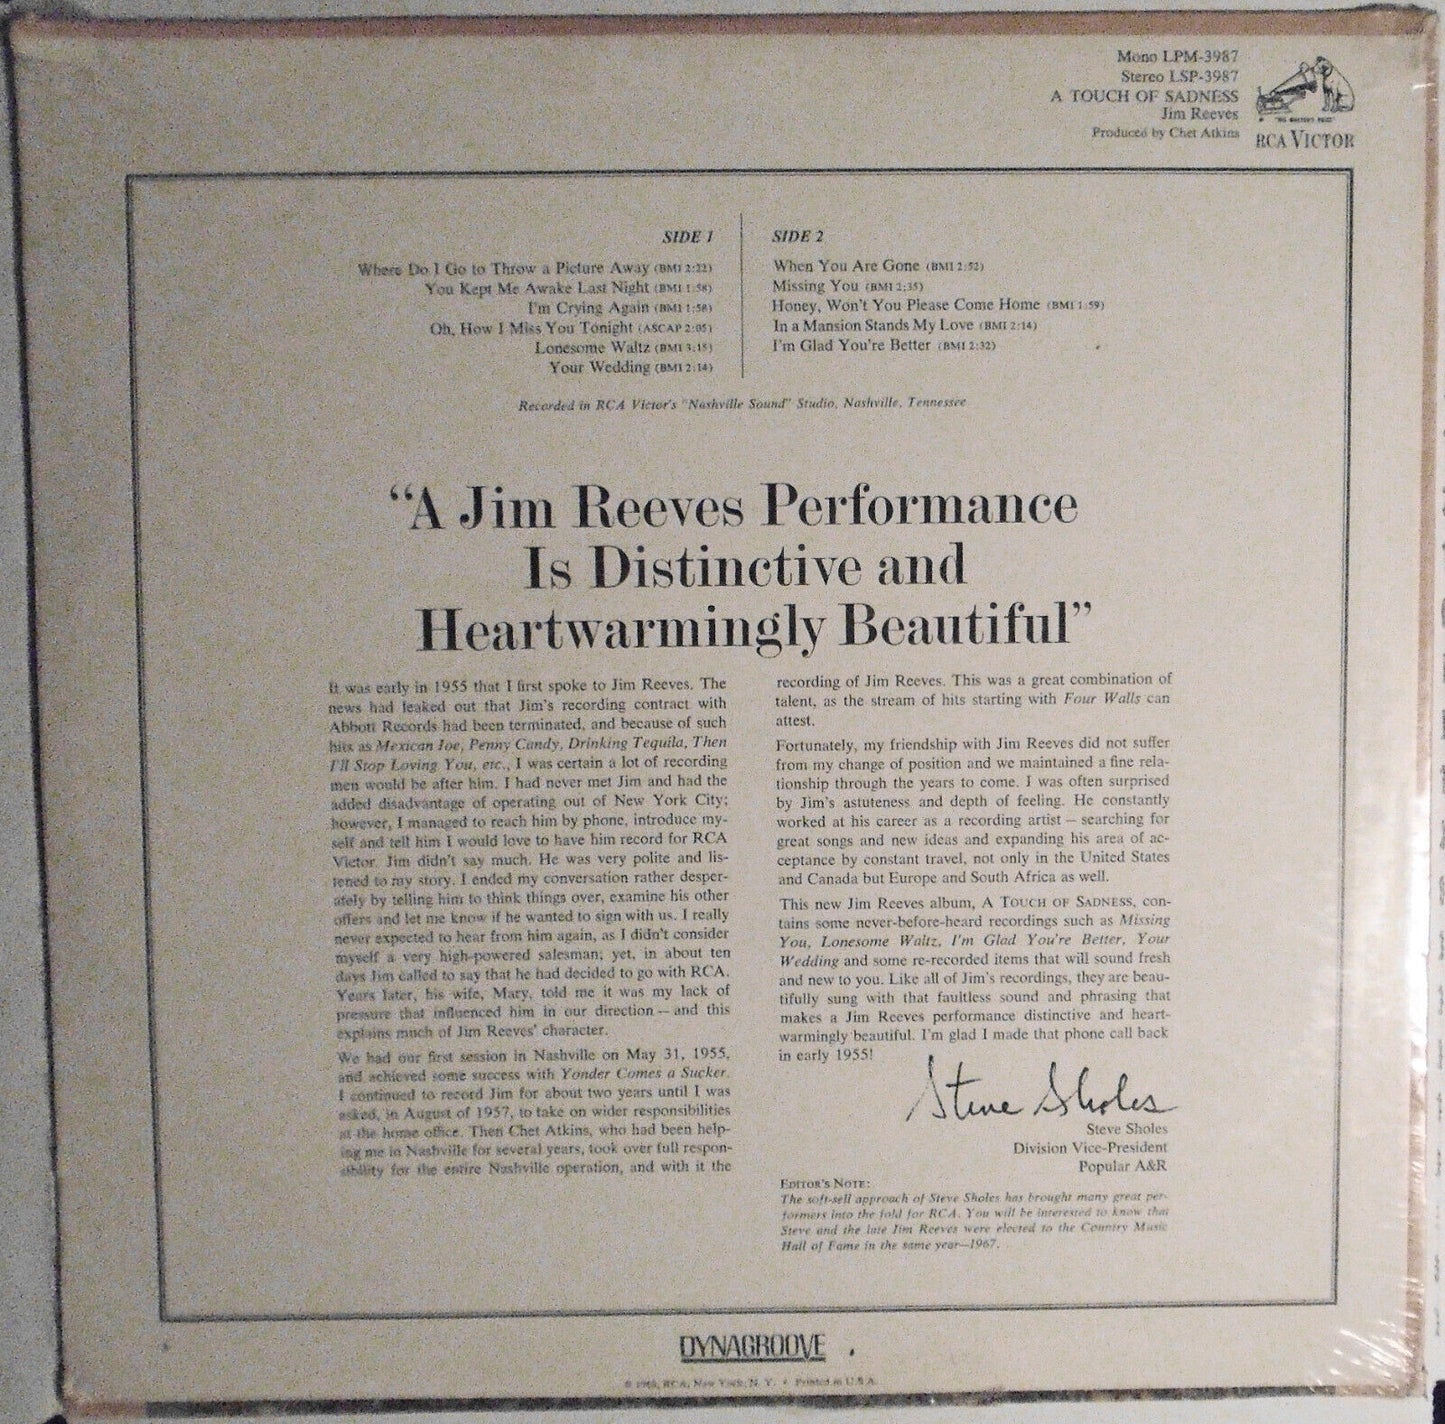 Mono LPM-3987
Stereo LSP-3987
A TOUCH OF SADNESS
Jim Reeves
Produced by Chet Atkins
"HIS MASTER'S VOICE"
RCA VICTOR
SIDE 1
Where Do I Go to Throw a Picture Away (BMI 2:22)
You Kept Me Awake Last Night (BMI 1:58)
I'm Crying Again (BMI 1:58)
Oh, How I Miss You Tonight (ASCAP 2:05)
Lonesome Waltz (BMI 3:15)
Your Wedding (BMI 2:14)
SIDE 2
When You Are Gone (BMI 2:52)
Missing You (BMI 2:35)
Honey, Won't You Please Come Home (BMI 1:59)
In a Mansion Stands My Love (BMI 2:14)
I'm Glad You're Better (BMI 2:32)
Recorded in RCA Victor's "Nashville Sound" Studio, Nashville, Tennessee
"A Jim Reeves Performance
Is Distinctive and
Heartwarmingly Beautiful"
It was early in 1955 that I first spoke to Jim Reeves. The
news had leaked out that Jim's recording contract with
Abbott Records had been terminated, and because of such
hits as Mexican Joe, Penny Candy, Drinking Tequila, Then
I'll Stop Loving You, etc., I was certain a lot of recording
men would be after him. I had never met Jim and had the
added disadvantage of operating out of New York City;
however, I managed to reach him by phone, introduce my-
self and tell him I would love to have him record for RCA
Victor. Jim didn't say much. He was very polite and lis-
tened to my story. I ended my conversation rather desper-
ately by telling him to think things over, examine his other
offers and let me know if he wanted to sign with us. I really
never expected to hear from him again, as I didn't consider
myself a very high-powered salesman; yet, in about ten
days Jim called to say that he had decided to go with RCA.
Years later, his wife, Mary, told me it was my lack of
pressure that influenced him in our direction — and this
explains much of Jim Reeves' character.
We had our first session in Nashville on May 31, 1955,
and achieved some success with Yonder Comes a Sucker.
I continued to record Jim for about two years until I was
asked, in August of 1957, to take on wider responsibilities
at the home office. Then Chet Atkins, who had been help-
ing me in Nashville for several years, took over full respon-
sibility for the entire Nashville operation, and with it the
recording of Jim Reeves. This was a great combination of
talent, as the stream of hits starting with Four Walls can
attest.
Fortunately, my friendship with Jim Reeves did not suffer
from my change of position and we maintained a fine rela-
tionship through the years to come. I was often surprised
by Jim's astuteness and depth of feeling. He constantly
worked at his career as a recording artist — searching for
great songs and new ideas and expanding his area of ac-
ceptance by constant travel, not only in the United States
and Canada but Europe and South Africa as well.
This new Jim Reeves album, A TOUCH OF SADNESS, con-
tains some never-before-heard recordings such as Missing
You, Lonesome Waltz, I'm Glad You're Better, Your
Wedding and some re-recorded items that will sound fresh
and new to you. Like all of Jim's recordings, they are beau-
tifully sung with that faultless sound and phrasing that
makes a Jim Reeves performance distinctive and heart-
warmingly beautiful. I'm glad I made that phone call back
in early 1955!
Steve Sholes
Steve Sholes
Division Vice-President
Popular A&R
EDITOR'S NOTE:
The soft-sell approach of Steve Sholes has brought many great per-
formers into the fold for RCA. You will be interested to know that
Steve and the late Jim Reeves were elected to the Country Music
Hall of Fame in the same year—1967.
DYNAGROOVE
© 1968, RCA, New York, N. Y. • Printed in U.S.A.